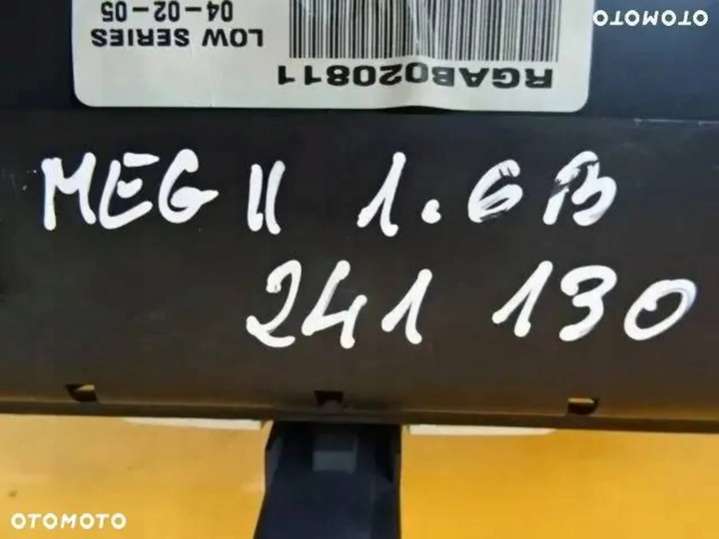 OTOMOTO
04-02-05
LOW SERIES
RGAB020811
MEG II 1.6B
241 130
OTOMOTO